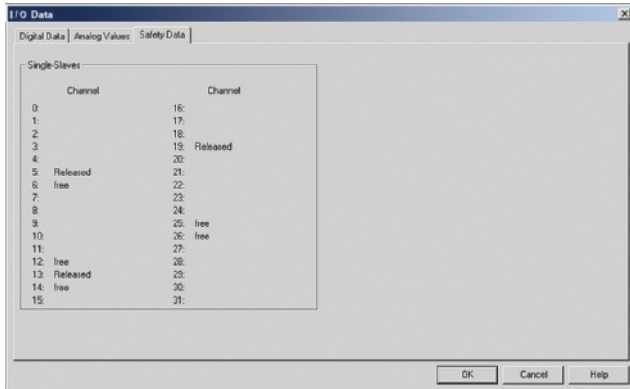 I/O Data
Digital Data Analog Values Safety Data
Single-Slaves
Channel Channel
0: 16:
1: 17:
2: 18:
3: 19: Released
4: 20:
5: Released 21:
6: free 22:
7: 23:
8: 24:
9: 25: free
10: 26: free
11: 27:
12: free 28:
13: Released 29:
14: free 30:
15: 31:
OK Cancel Help